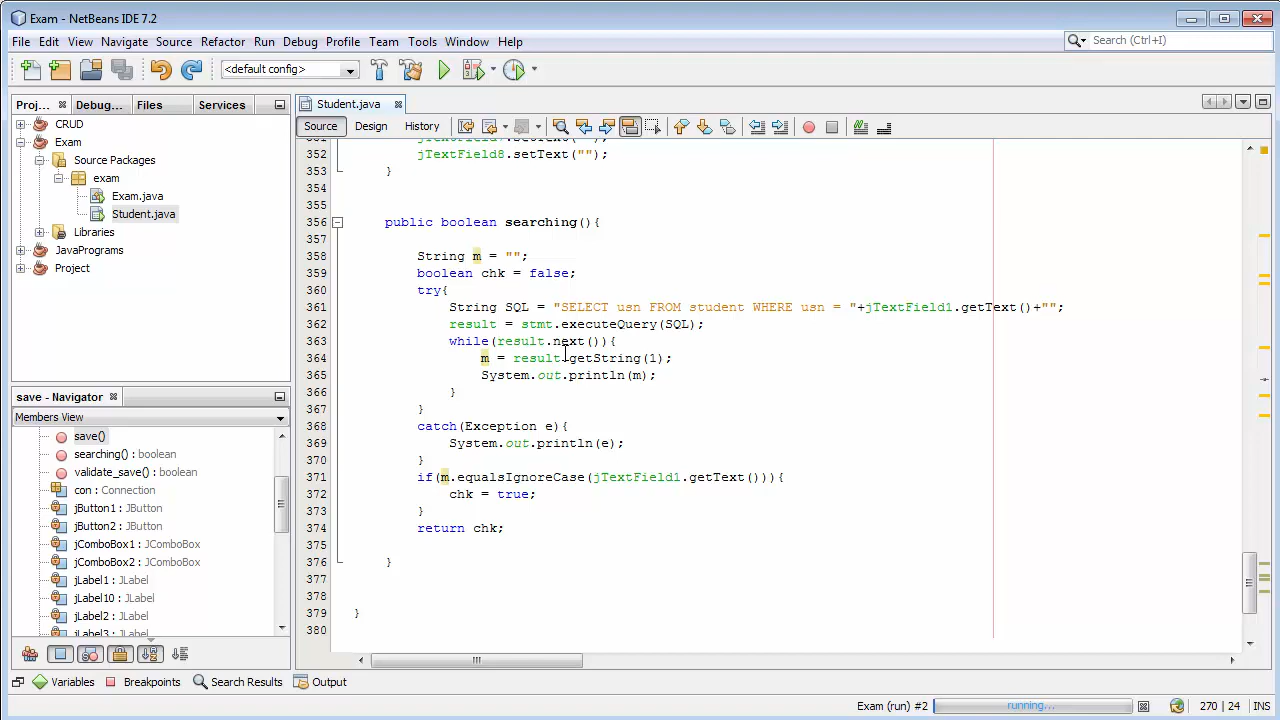 Exam - NetBeans IDE 7.2
File Edit View Navigate Source Refactor Run Debug Profile Team Tools Window Help
Search (Ctrl+I)
<default config>
Proj... Debug... Files Services
CRUD
Exam
Source Packages
exam
Exam.java
Student.java
Libraries
JavaPrograms
Project
save - Navigator
Members View
save()
searching() : boolean
validate_save() : boolean
con : Connection
jButton1 : JButton
jButton2 : JButton
jComboBox1 : JComboBox
jComboBox2 : JComboBox
jLabel1 : JLabel
jLabel10 : JLabel
jLabel2 : JLabel
jLabel3 : JLabel
Student.java
Source Design History
352 jTextField8.setText("");
353 }
354
355
356 public boolean searching(){
357
358 String m = "";
359 boolean chk = false;
360 try{
361 String SQL = "SELECT usn FROM student WHERE usn = "+jTextField1.getText()+"";
362 result = stmt.executeQuery(SQL);
363 while(result.next()){
364 m = result.getString(1);
365 System.out.println(m);
366 }
367 }
368 catch(Exception e){
369 System.out.println(e);
370 }
371 if(m.equalsIgnoreCase(jTextField1.getText())){
372 chk = true;
373 }
374 return chk;
375
376 }
377
378
379 }
380
Variables Breakpoints Search Results Output
Exam (run) #2 running... 270 | 24 INS